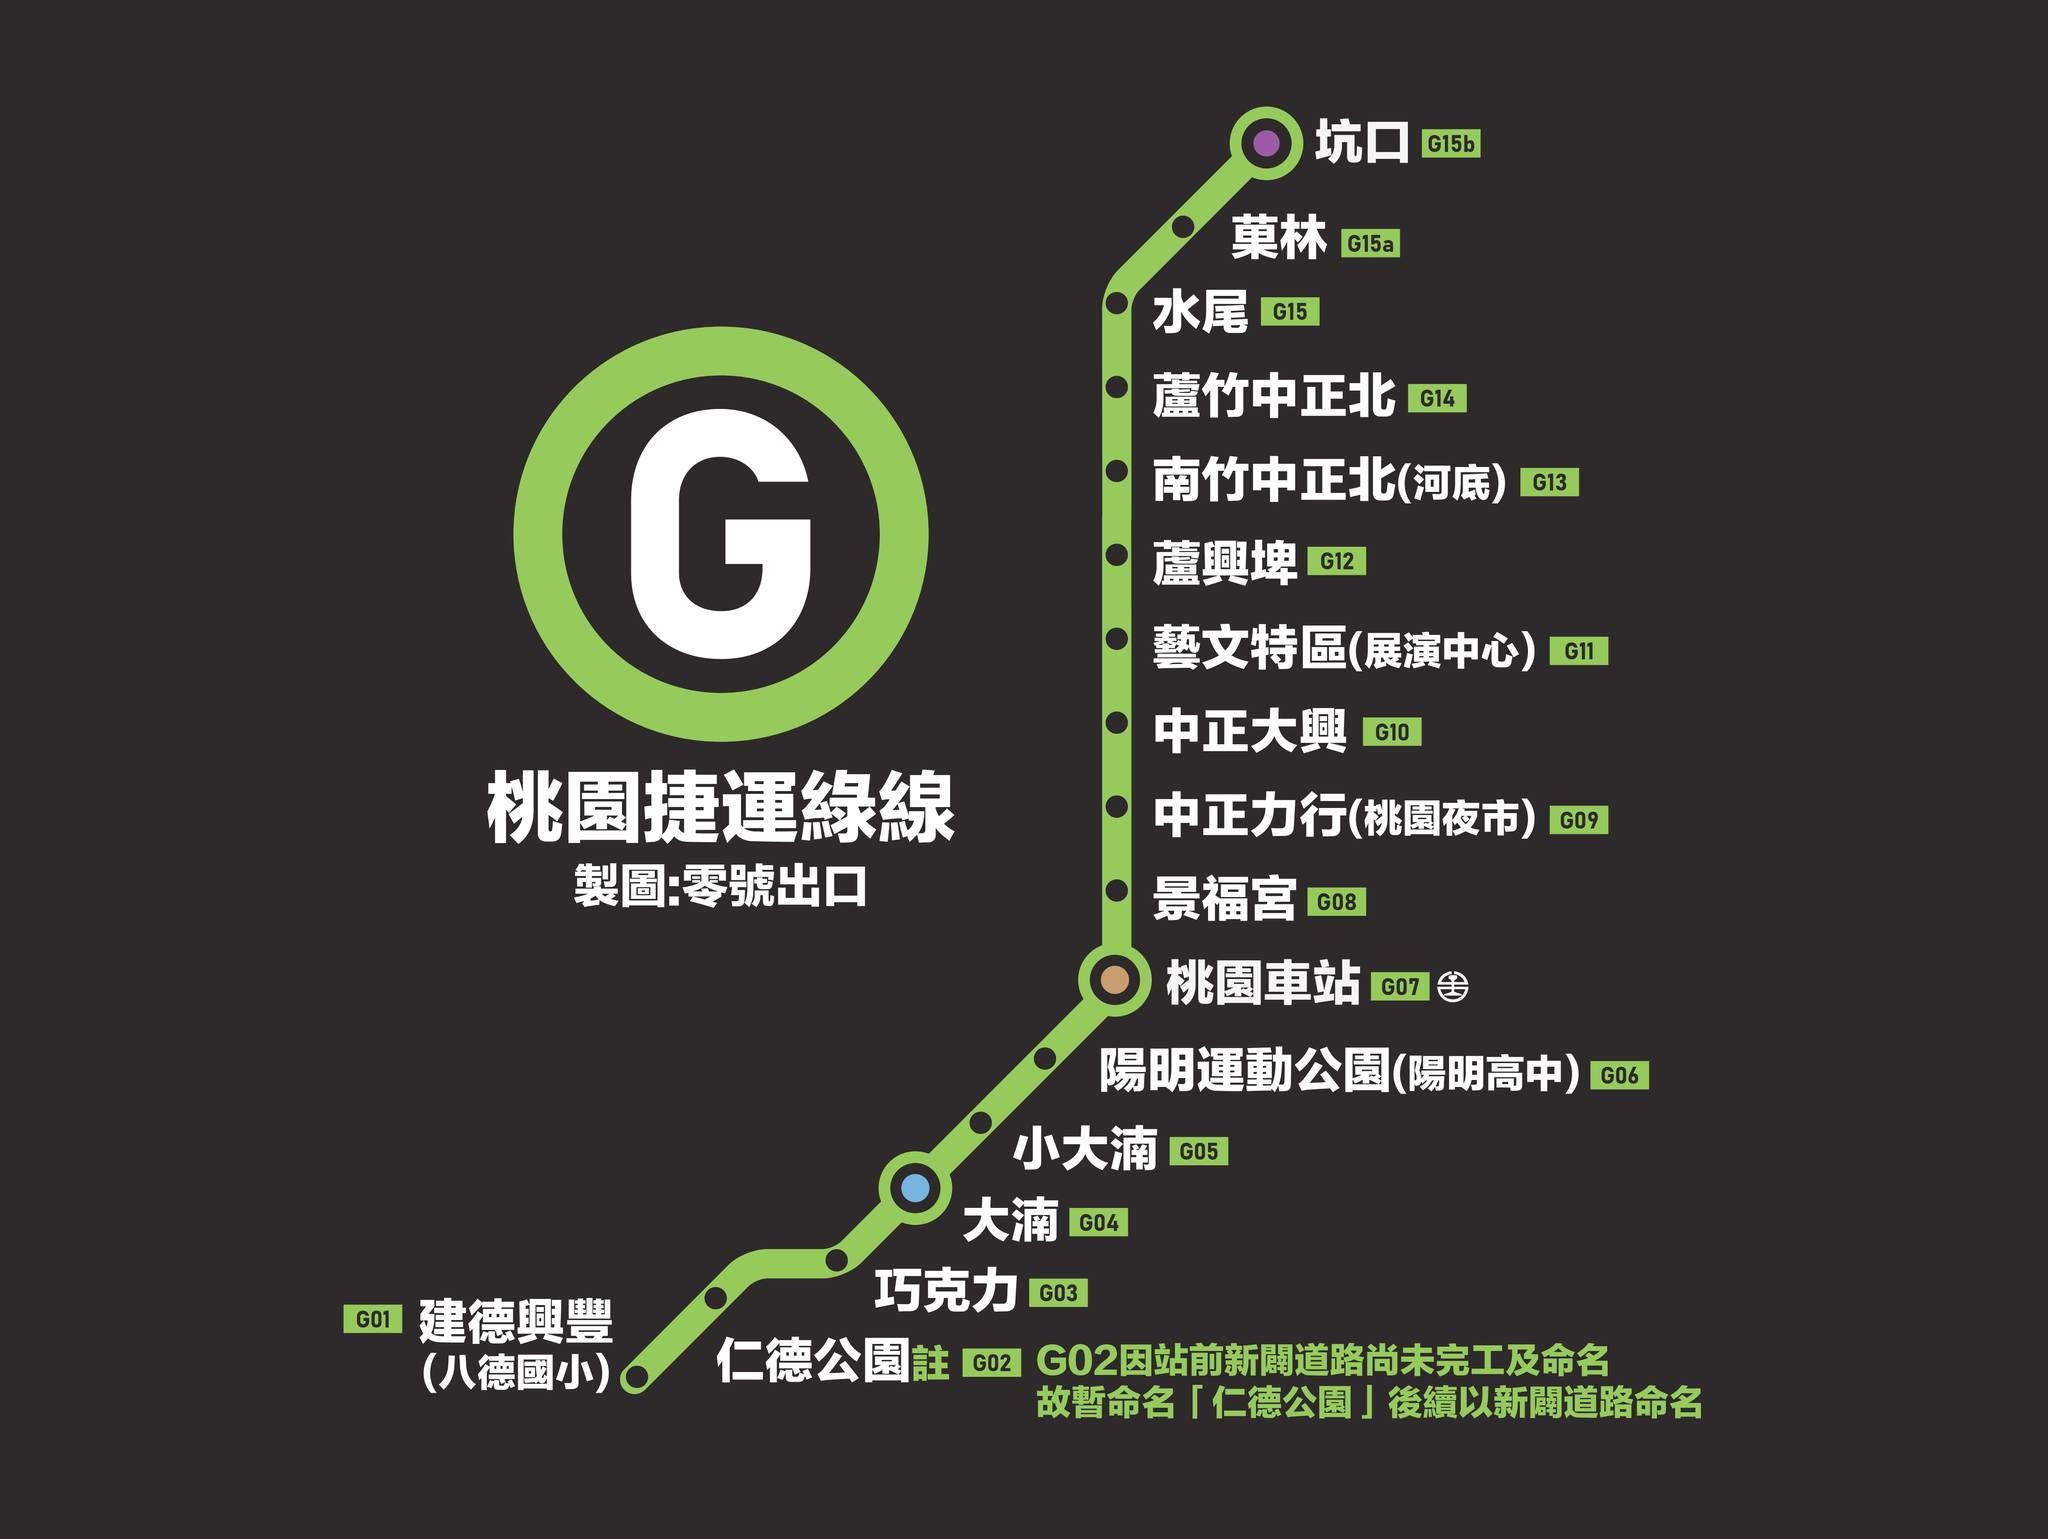 坑口 G15b
菓林 G15a
水尾 G15
蘆竹中正北 G14
南竹中正北(河底) G13
蘆興埤 G12
藝文特區(展演中心) G11
中正大興 G10
中正力行(桃園夜市) G09
景福宮 G08
桃園車站 G07
陽明運動公園(陽明高中) G06
小大湳 G05
大湳 G04
巧克力 G03
仁德公園註 G02
G02因站前新闢道路尚未完工及命名
故暫命名「仁德公園」後續以新闢道路命名
G01 建德興豐
(八德國小)
G
桃園捷運綠線
製圖:零號出口